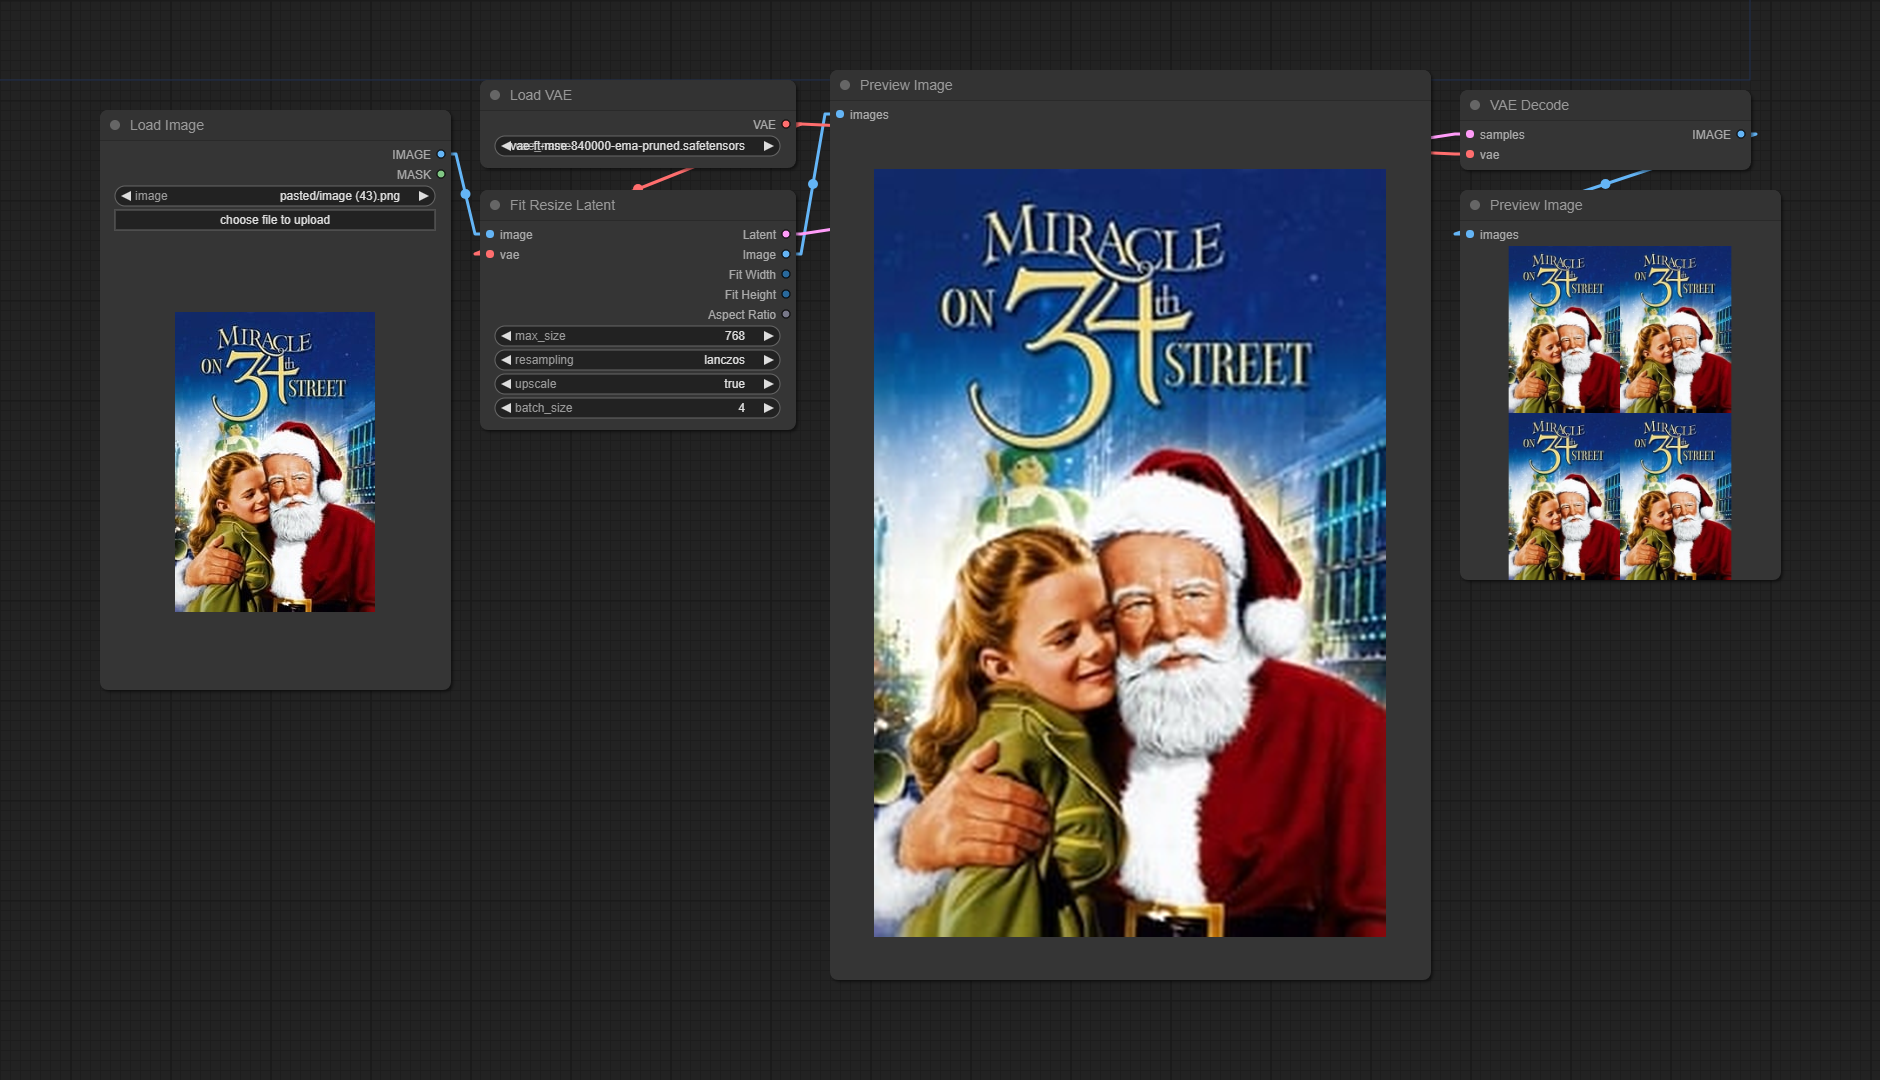 Load Image
IMAGE
MASK
image pasted/image (43).png
choose file to upload
MIRACLE
ON 34th
STREET
Load VAE
VAE
vae-ft-mse-840000-ema-pruned.safetensors
Fit Resize Latent
image Latent
vae Image
Fit Width
Fit Height
Aspect Ratio
max_size 768
resampling lanczos
upscale true
batch_size 4
Preview Image
images
MIRACLE
ON 34th
STREET
VAE Decode
samples IMAGE
vae
Preview Image
images
MIRACLE MIRACLE
ON 34th ON 34th
STREET STREET
MIRACLE MIRACLE
ON 34th ON 34th
STREET STREET